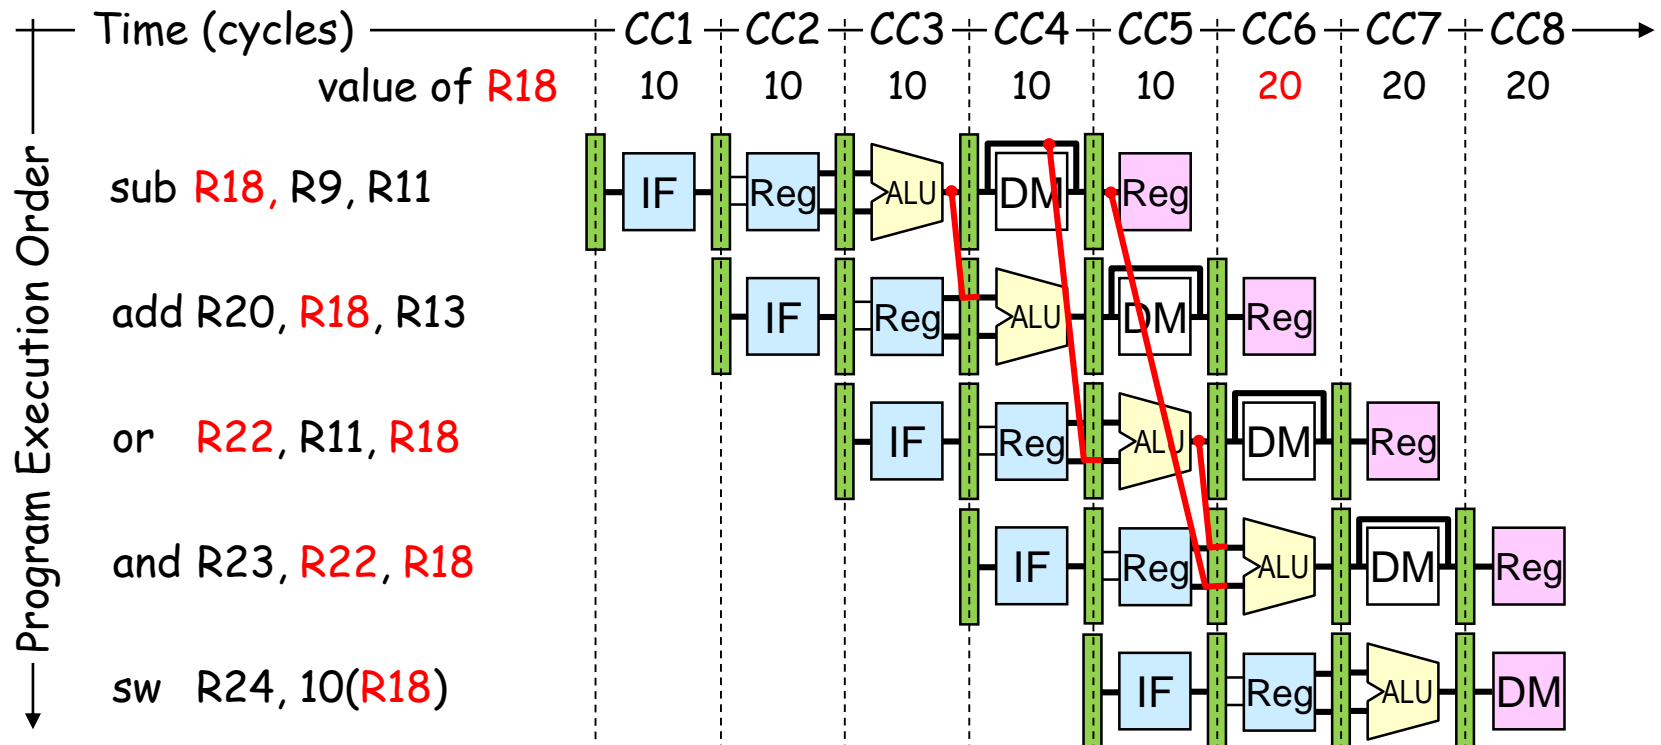 Time (cycles) CC1 CC2 CC3 CC4 CC5 CC6 CC7 CC8
value of R18 10 10 10 10 10 20 20 20
Program Execution Order
sub R18, R9, R11 IF Reg ALU DM Reg
add R20, R18, R13 IF Reg ALU DM Reg
or R22, R11, R18 IF Reg ALU DM Reg
and R23, R22, R18 IF Reg ALU DM Reg
sw R24, 10(R18) IF Reg ALU DM